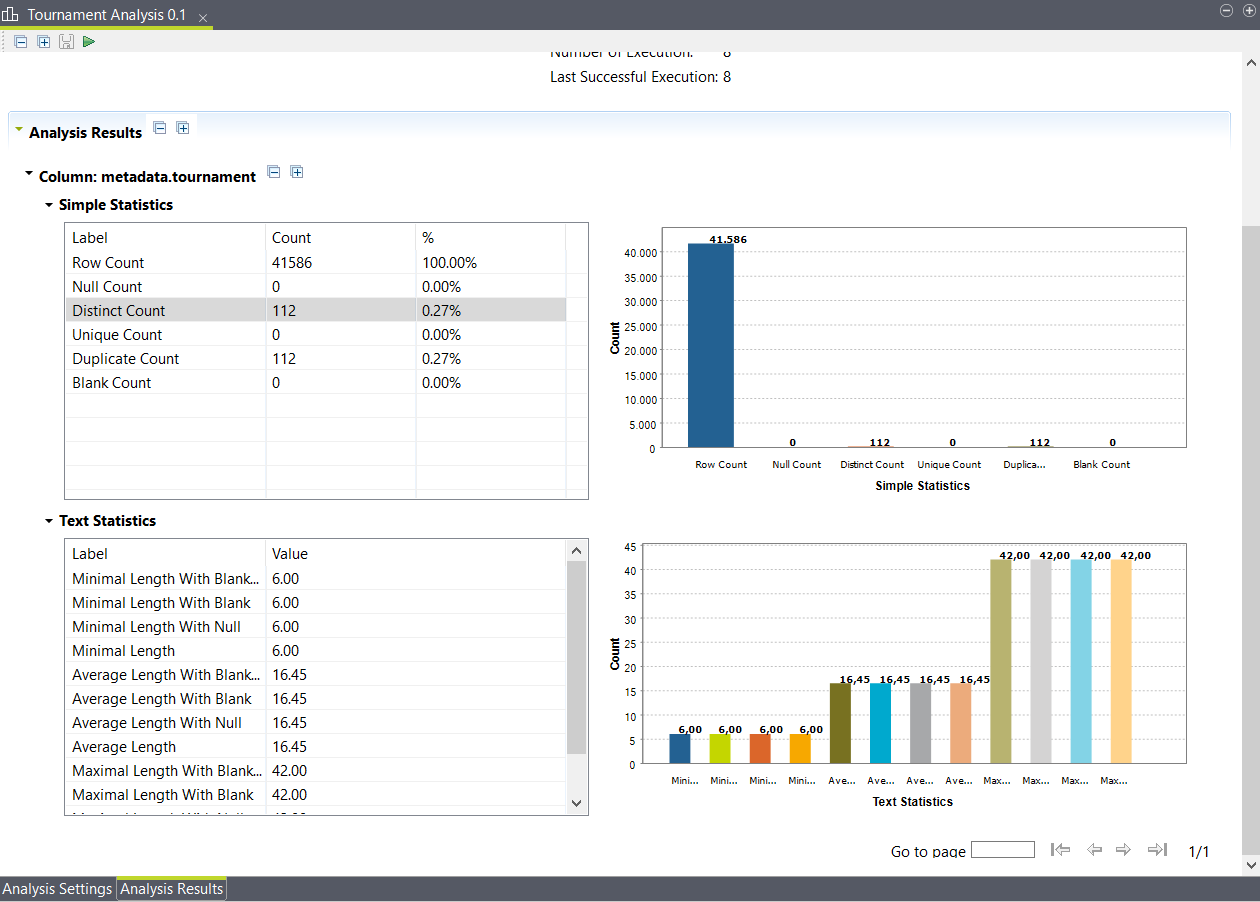 Tournament Analysis 0.1
Number of Execution: 8
Last Successful Execution: 8
Analysis Results
Column: metadata.tournament
Simple Statistics
Label Count %
Row Count 41586 100.00%
Null Count 0 0.00%
Distinct Count 112 0.27%
Unique Count 0 0.00%
Duplicate Count 112 0.27%
Blank Count 0 0.00%
Count
40.000
35.000
30.000
25.000
20.000
15.000
10.000
5.000
0
41.586 0 112 0 112 0
Row Count Null Count Distinct Count Unique Count Duplica... Blank Count
Simple Statistics
Text Statistics
Label Value
Minimal Length With Blank... 6.00
Minimal Length With Blank 6.00
Minimal Length With Null 6.00
Minimal Length 6.00
Average Length With Blank... 16.45
Average Length With Blank 16.45
Average Length With Null 16.45
Average Length 16.45
Maximal Length With Blank... 42.00
Maximal Length With Blank 42.00
Count
45
40
35
30
25
20
15
10
5
0
6,00 6,00 6,00 6,00 16,45 16,45 16,45 16,45 42,00 42,00 42,00 42,00
Mini... Mini... Mini... Mini... Ave... Ave... Ave... Ave... Max... Max... Max... Max...
Text Statistics
Go to page 1/1
Analysis Settings Analysis Results